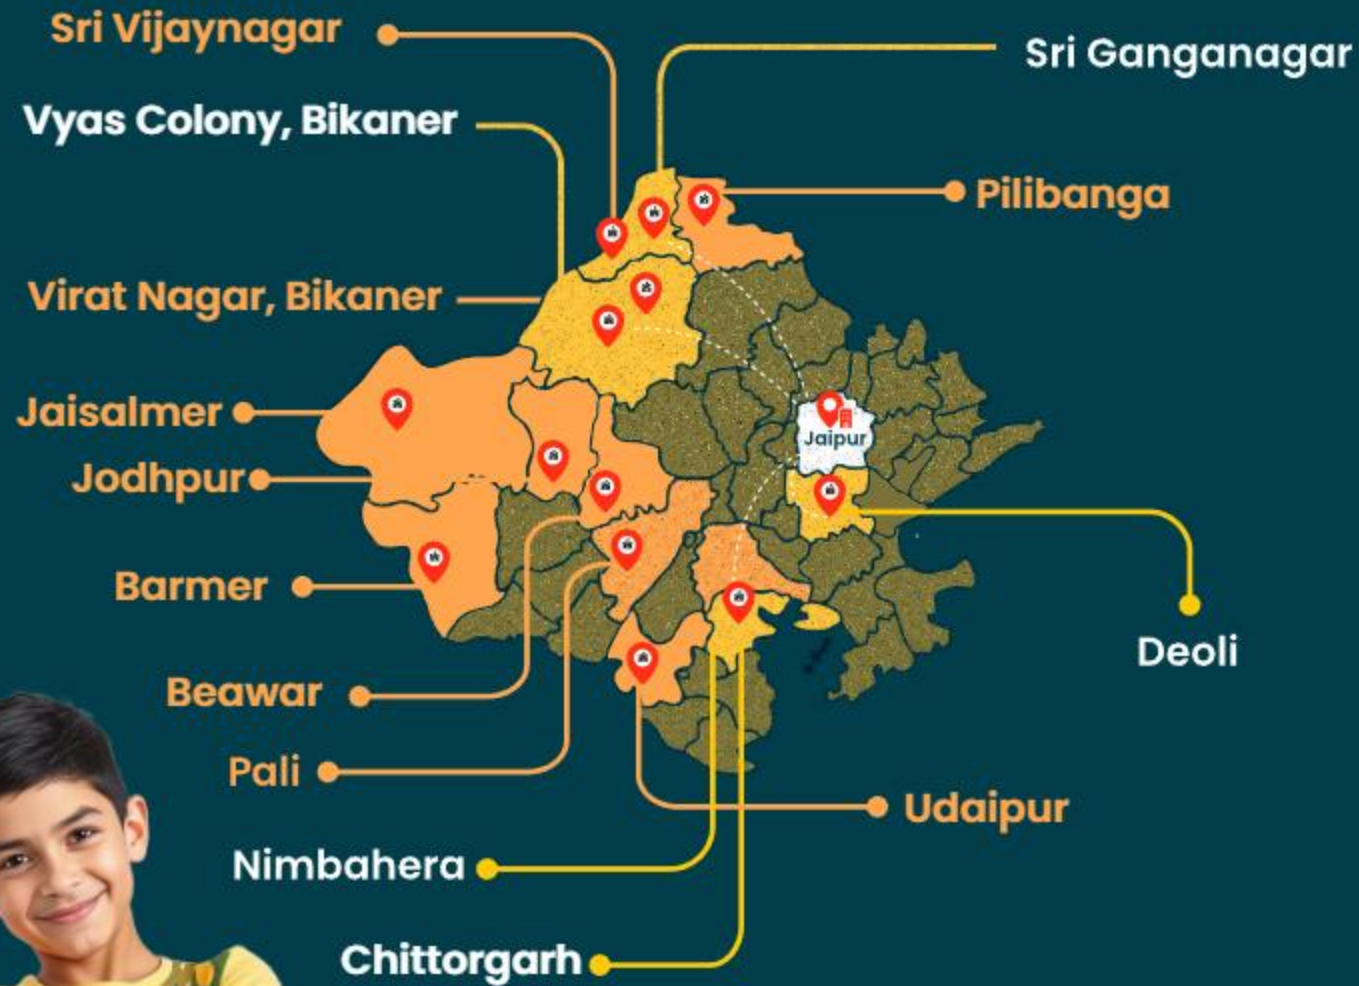 Sri Vijaynagar
Sri Ganganagar
Vyas Colony, Bikaner
Pilibanga
Virat Nagar, Bikaner
Jaisalmer
Jaipur
Jodhpur
Barmer
Deoli
Beawar
Pali
Udaipur
Nimbahera
Chittorgarh